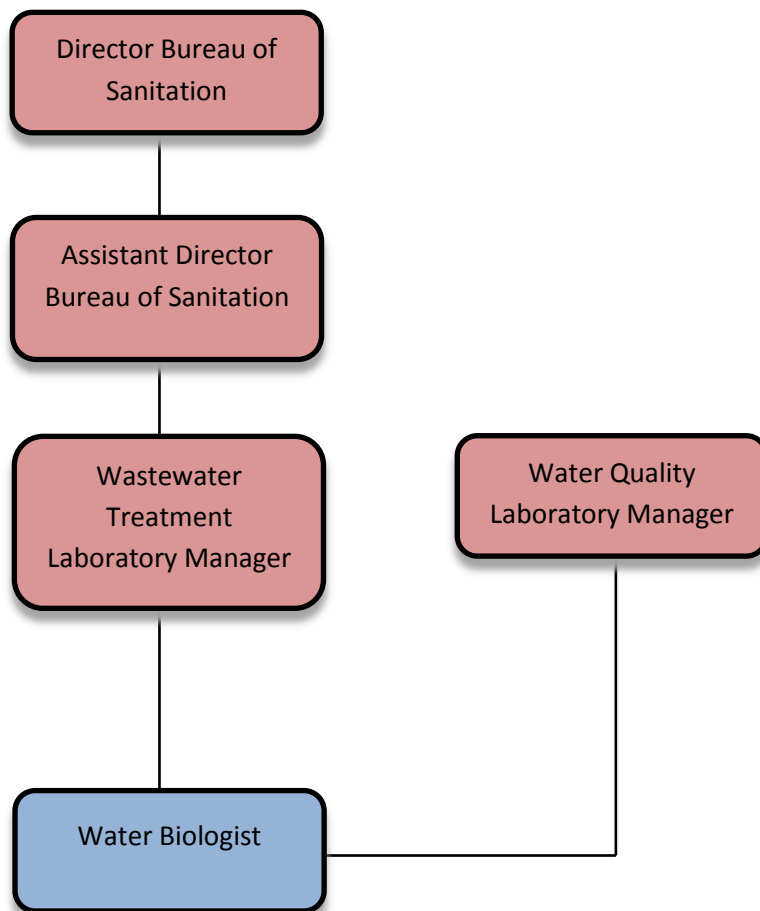 Director Bureau of
Sanitation
Assistant Director
Bureau of Sanitation
Wastewater
Treatment
Laboratory Manager
Water Quality
Laboratory Manager
Water Biologist